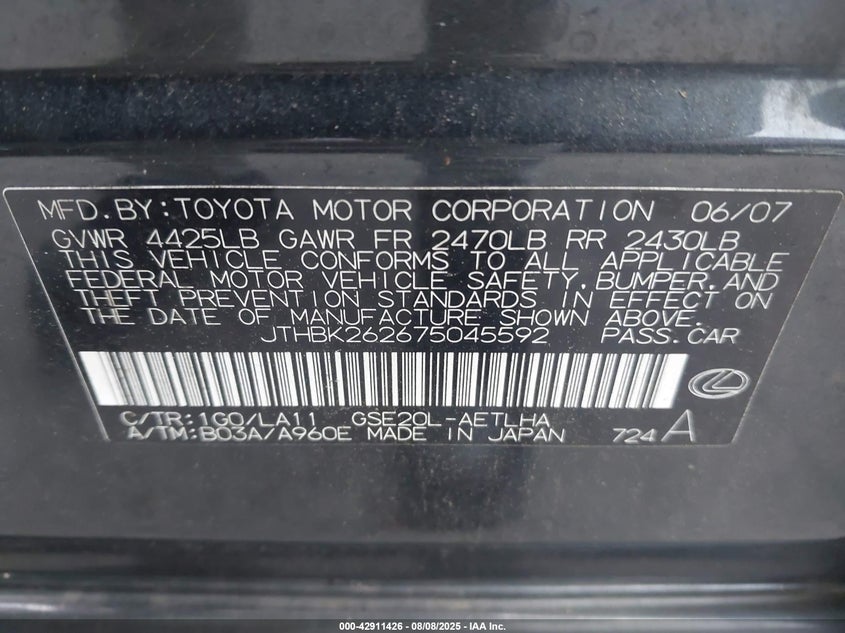 MFD.BY:TOYOTA MOTOR CORPORATION 06/07
GVWR 4425LB GAWR FR 2470LB RR 2430LB
THIS VEHICLE CONFORMS TO ALL APPLICABLE
FEDERAL MOTOR VEHICLE SAFETY,BUMPER,AND
THEFT PREVENTION STANDARDS IN EFFECT ON
THE DATE OF MANUFACTURE SHOWN ABOVE.
JTHBK262675045592 PASS.CAR
C/TR:1G0/LA11 GSE20L-AETLHA
A/TM:B03A/A960E MADE IN JAPAN 724A
000-42911426 - 08/08/2025 - IAA Inc.